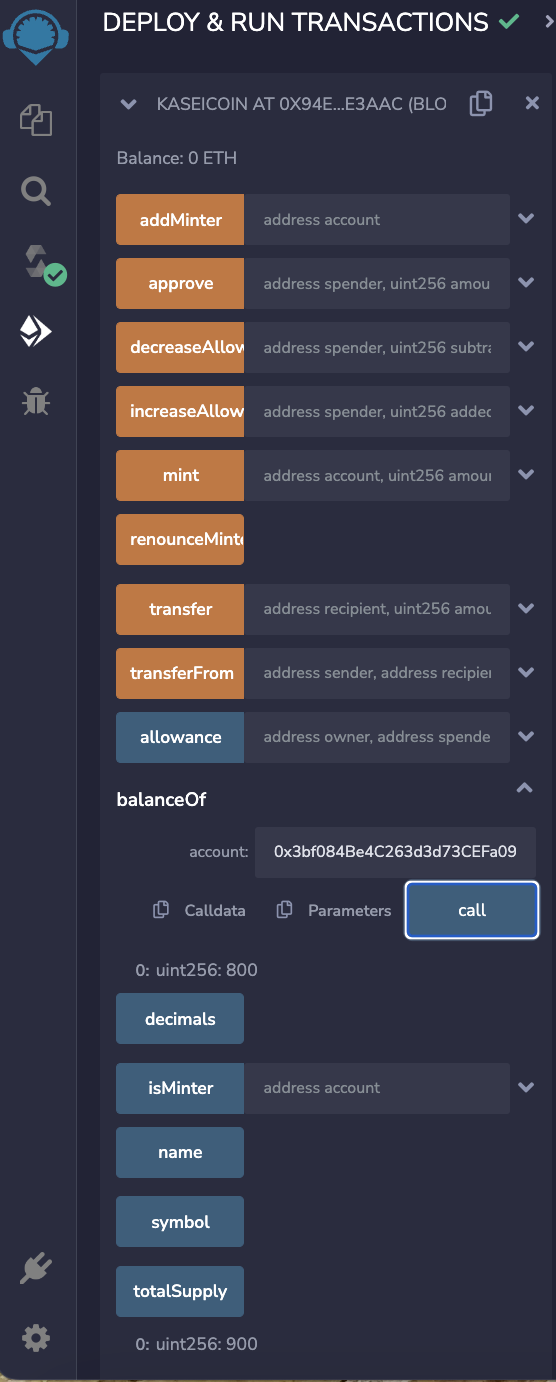 DEPLOY & RUN TRANSACTIONS
KASEICOIN AT 0X94E...E3AAC (BLO
Balance: 0 ETH
addMinter address account
approve address spender, uint256 amou
decreaseAllow address spender, uint256 subtra
increaseAllow address spender, uint256 added
mint address account, uint256 amoun
renounceMinte
transfer address recipient, uint256 amou
transferFrom address sender, address recipien
allowance address owner, address spende
balanceOf
account: 0x3bf084Be4C263d3d73CEFa09
Calldata Parameters call
0: uint256: 800
decimals
isMinter address account
name
symbol
totalSupply
0: uint256: 900